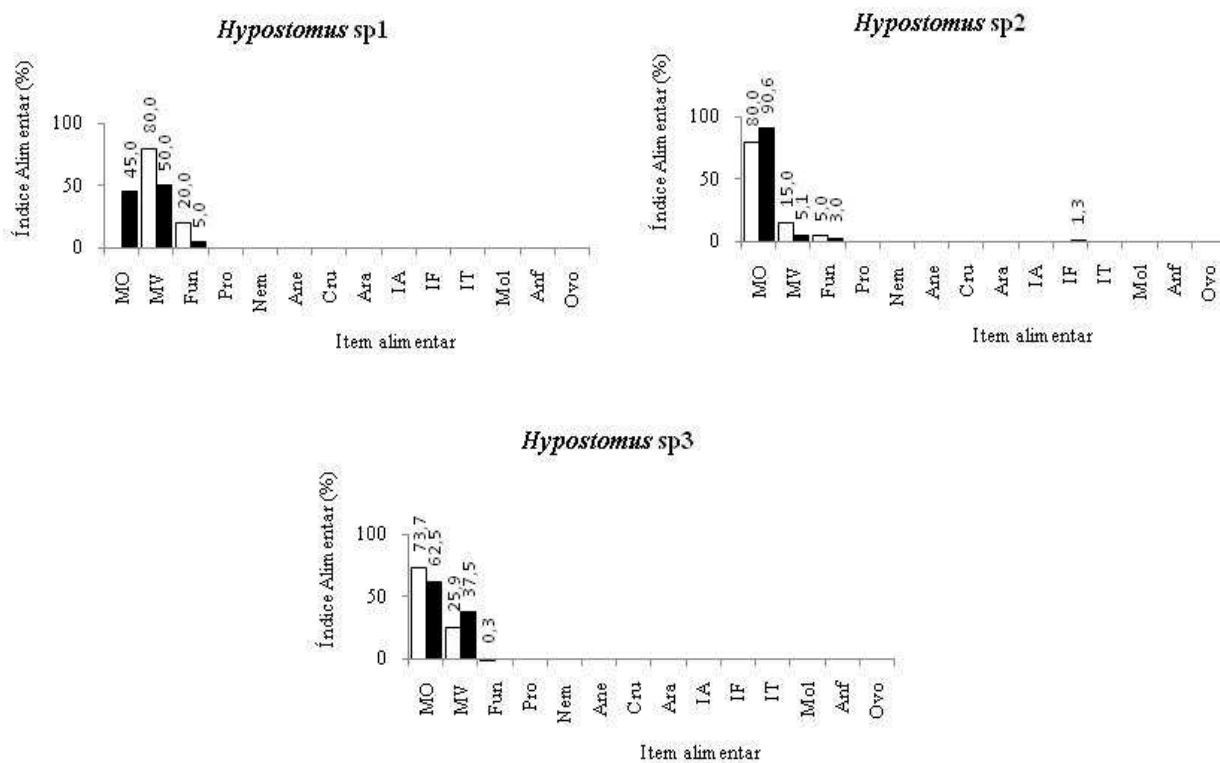 Hypostomus sp1
Índice Alimentar (%)
100
50
0
45,0
80,0
50,0
20,0
5,0
MO
MV
Fun
Pro
Nem
Ane
Cru
Ara
IA
IF
IT
Mol
Anf
Ovo
Item alimentar
Hypostomus sp2
Índice Alimentar (%)
100
50
0
80,0
90,6
15,0
5,1
5,0
3,0
1,3
MO
MV
Fun
Pro
Nem
Ane
Cru
Ara
IA
IF
IT
Mol
Anf
Ovo
Item alimentar
Hypostomus sp3
Índice Alimentar (%)
100
50
0
73,7
62,5
25,9
37,5
0,3
MO
MV
Fun
Pro
Nem
Ane
Cru
Ara
IA
IF
IT
Mol
Anf
Ovo
Item alimentar